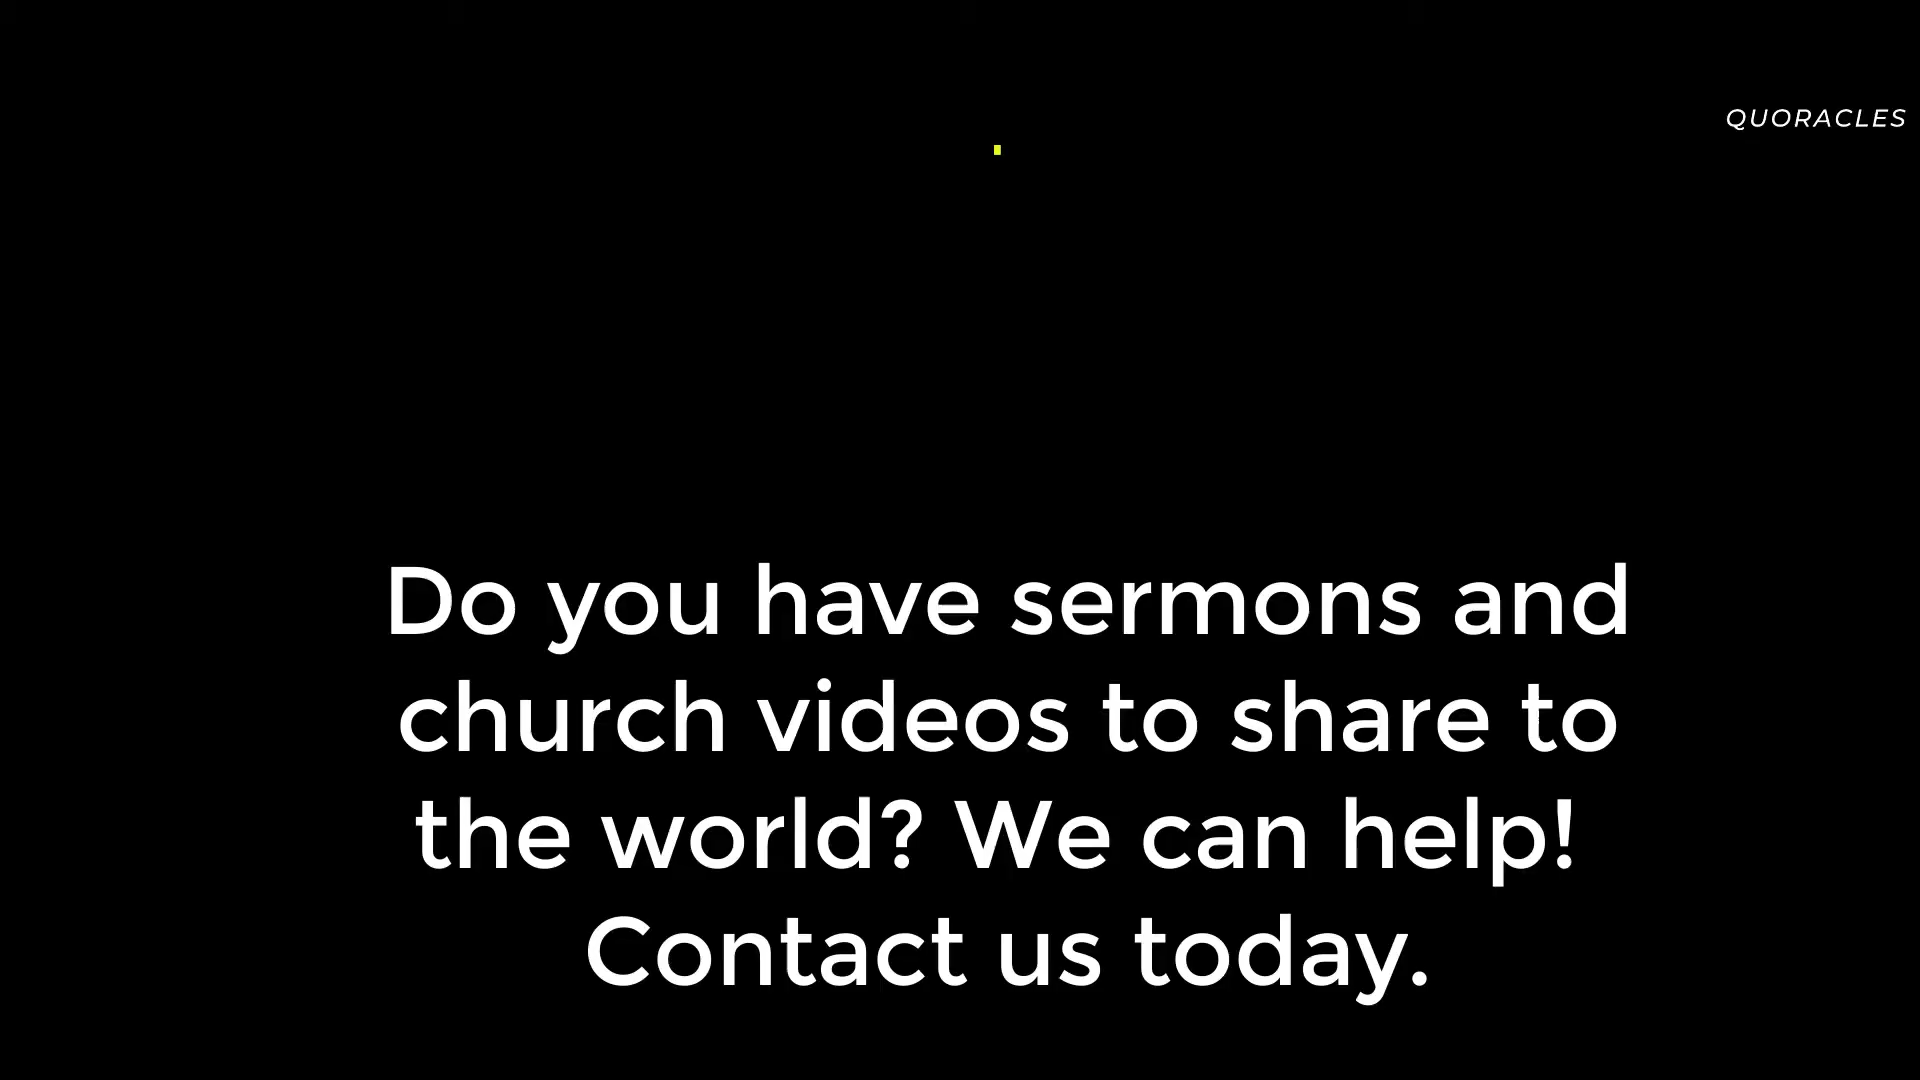 QUORACLES
Do you have sermons and
church videos to share to
the world? We can help!
Contact us today.